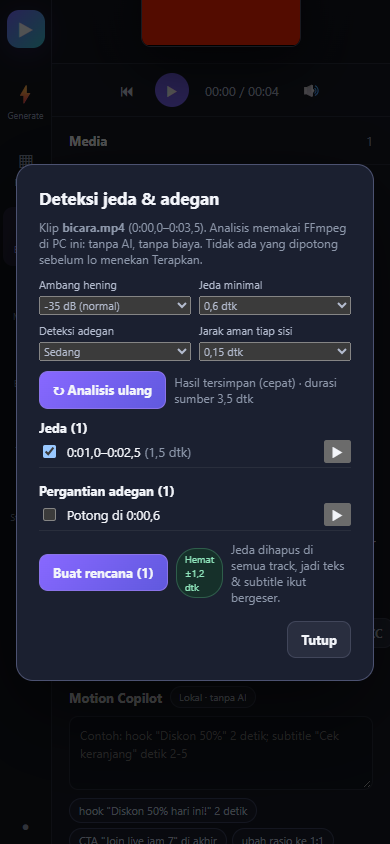 Generate
00:00 / 00:04
Media
1
Deteksi jeda & adegan
Klip bicara.mp4 (0:00,0–0:03,5). Analisis memakai FFmpeg
di PC ini: tanpa AI, tanpa biaya. Tidak ada yang dipotong
sebelum lo menekan Terapkan.
Ambang hening
Jeda minimal
-35 dB (normal)
0,6 dtk
Deteksi adegan
Jarak aman tiap sisi
Sedang
0,15 dtk
↻ Analisis ulang
Hasil tersimpan (cepat) · durasi
sumber 3,5 dtk
Jeda (1)
0:01,0–0:02,5 (1,5 dtk)
Pergantian adegan (1)
Potong di 0:00,6
Buat rencana (1)
Hemat
±1,2
dtk
Jeda dihapus di
semua track, jadi teks
& subtitle ikut
bergeser.
Tutup
Motion Copilot
Lokal · tanpa AI
Contoh: hook "Diskon 50%" 2 detik; subtitle "Cek
keranjang" detik 2-5
hook "Diskon 50% hari ini!" 2 detik
CTA "Join live jam 7" di akhir
ubah rasio ke 1:1